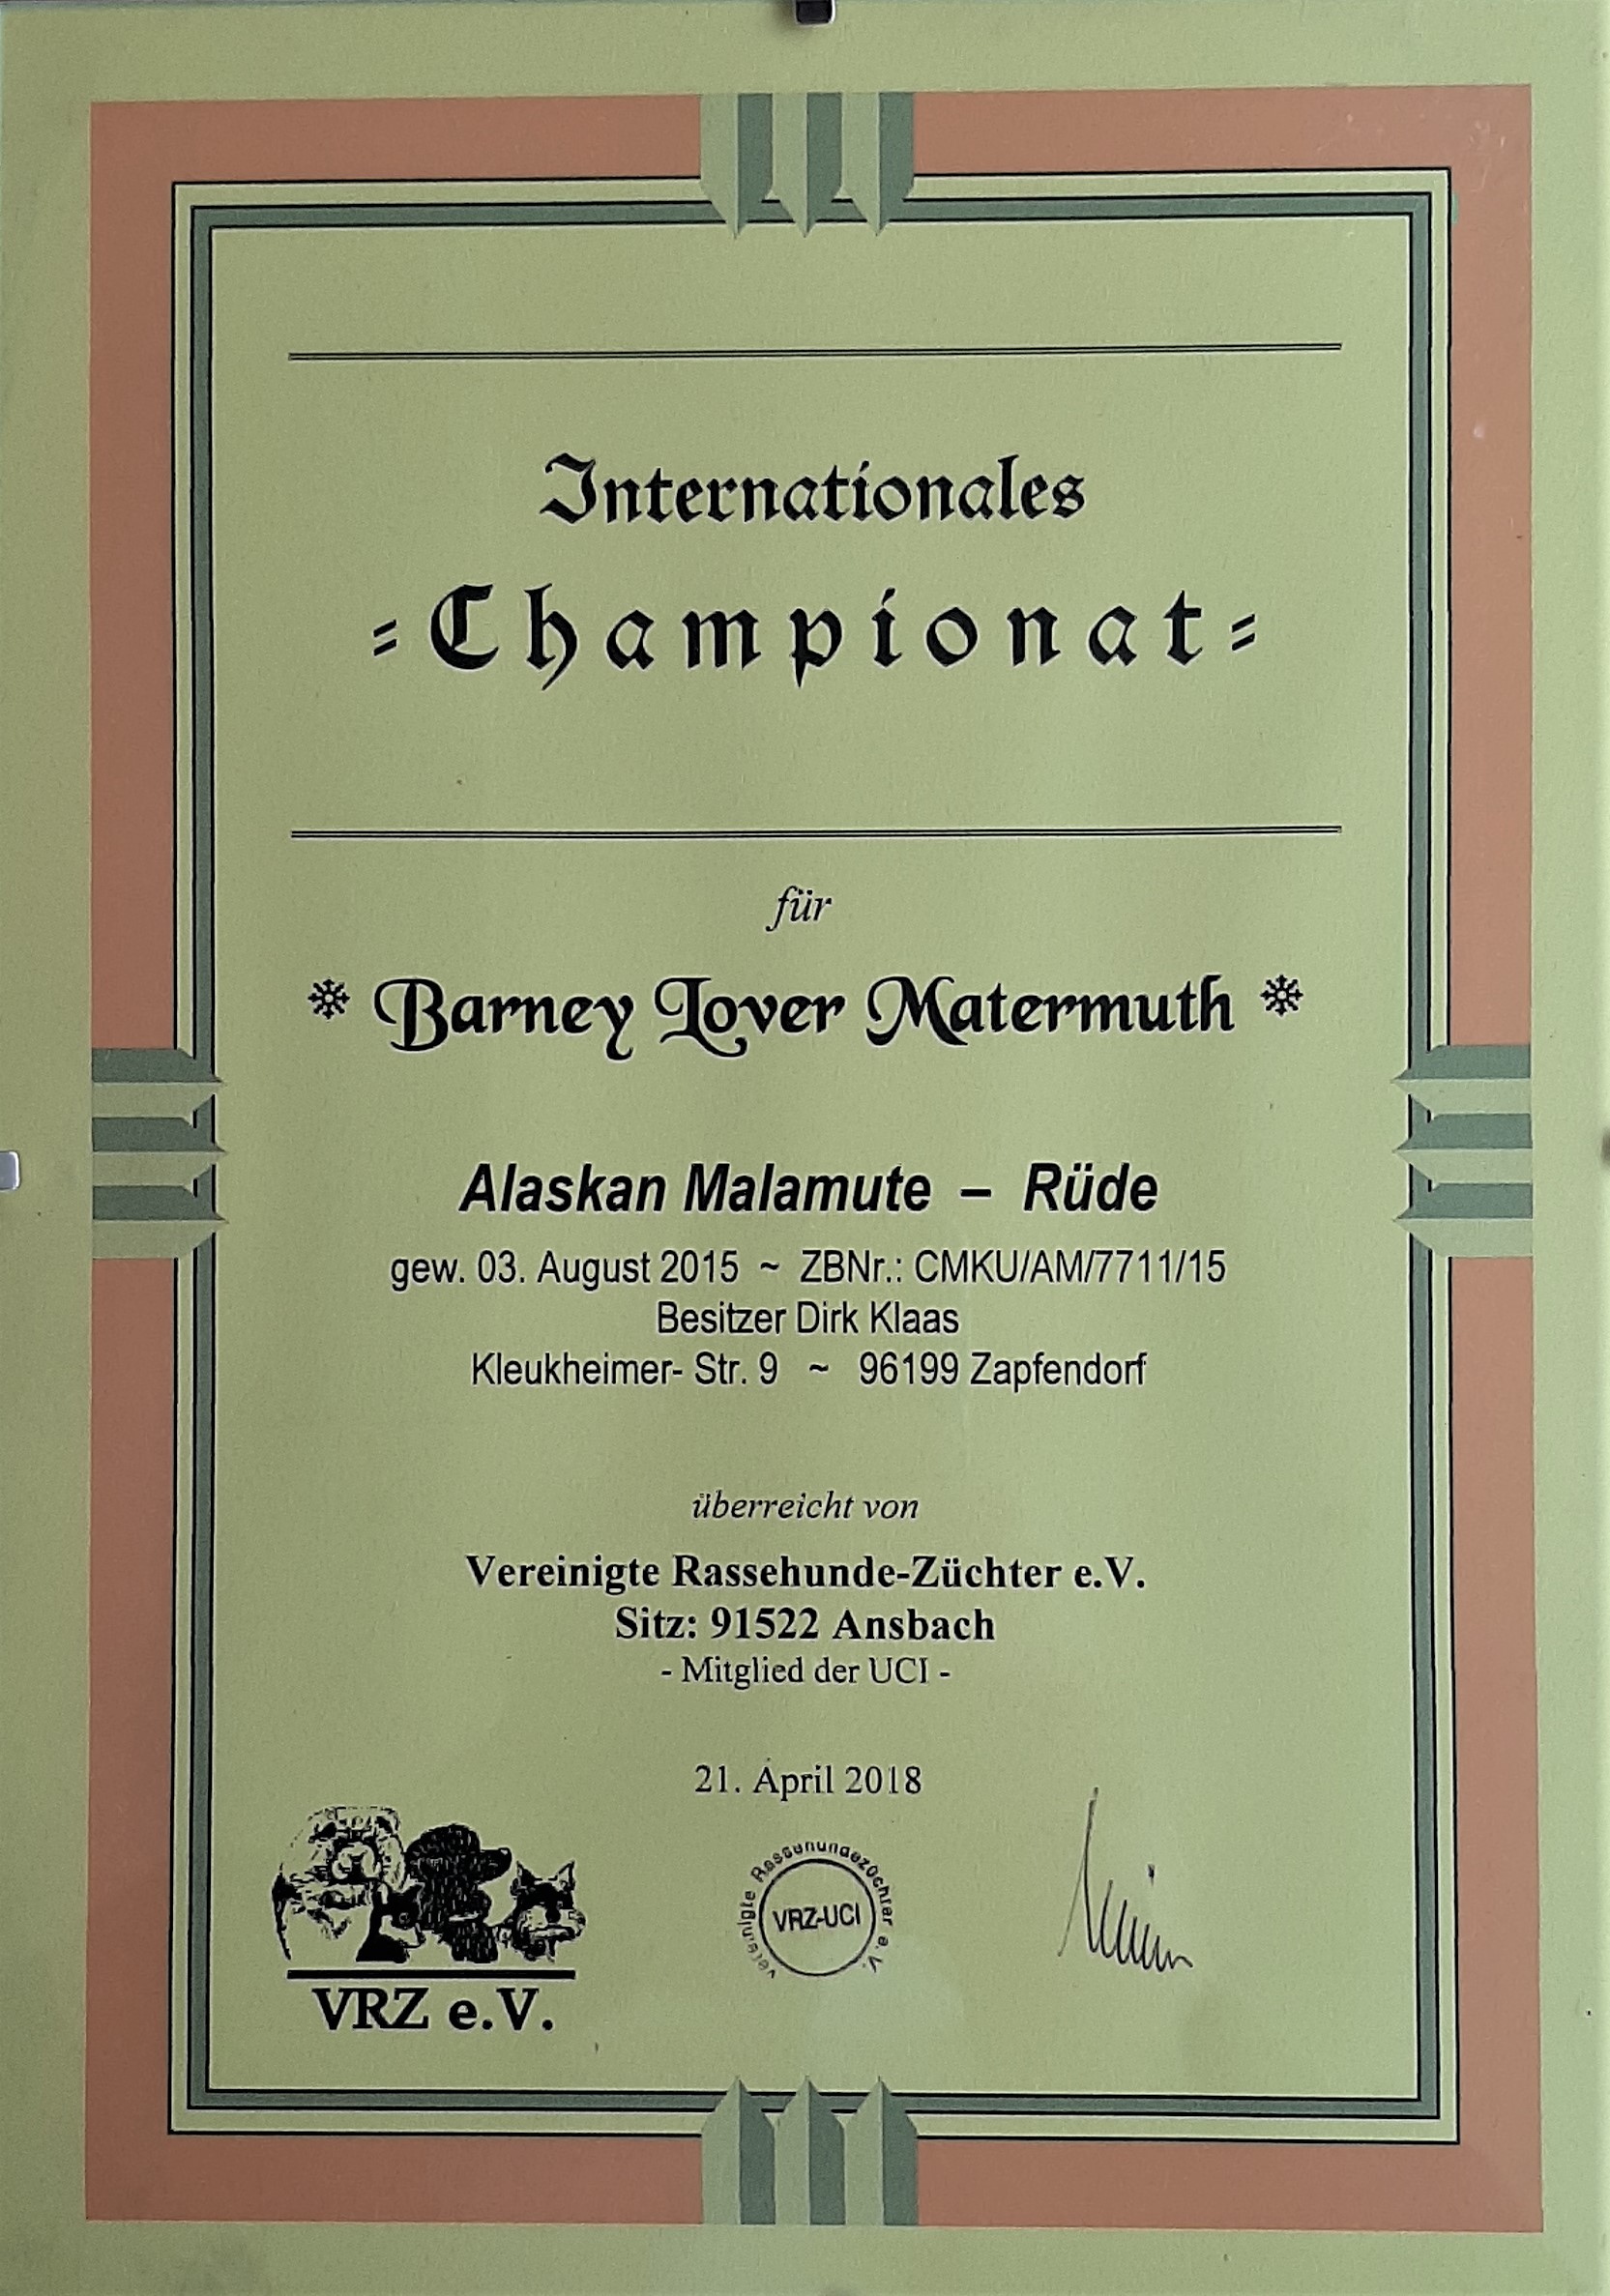 Internationales
=Championat=
für
* Barney Lover Matermuth *
Alaskan Malamute – Rüde
gew. 03. August 2015 ~ ZBNr.: CMKU/AM/7711/15
Besitzer Dirk Klaas
Kleukheimer- Str. 9 ~ 96199 Zapfendorf
überreicht von
Vereinigte Rassehunde-Züchter e.V.
Sitz: 91522 Ansbach
- Mitglied der UCI -
21. April 2018
VRZ e.V.
Vereinigte Rassehundezüchter e.V.
VRZ-UCI